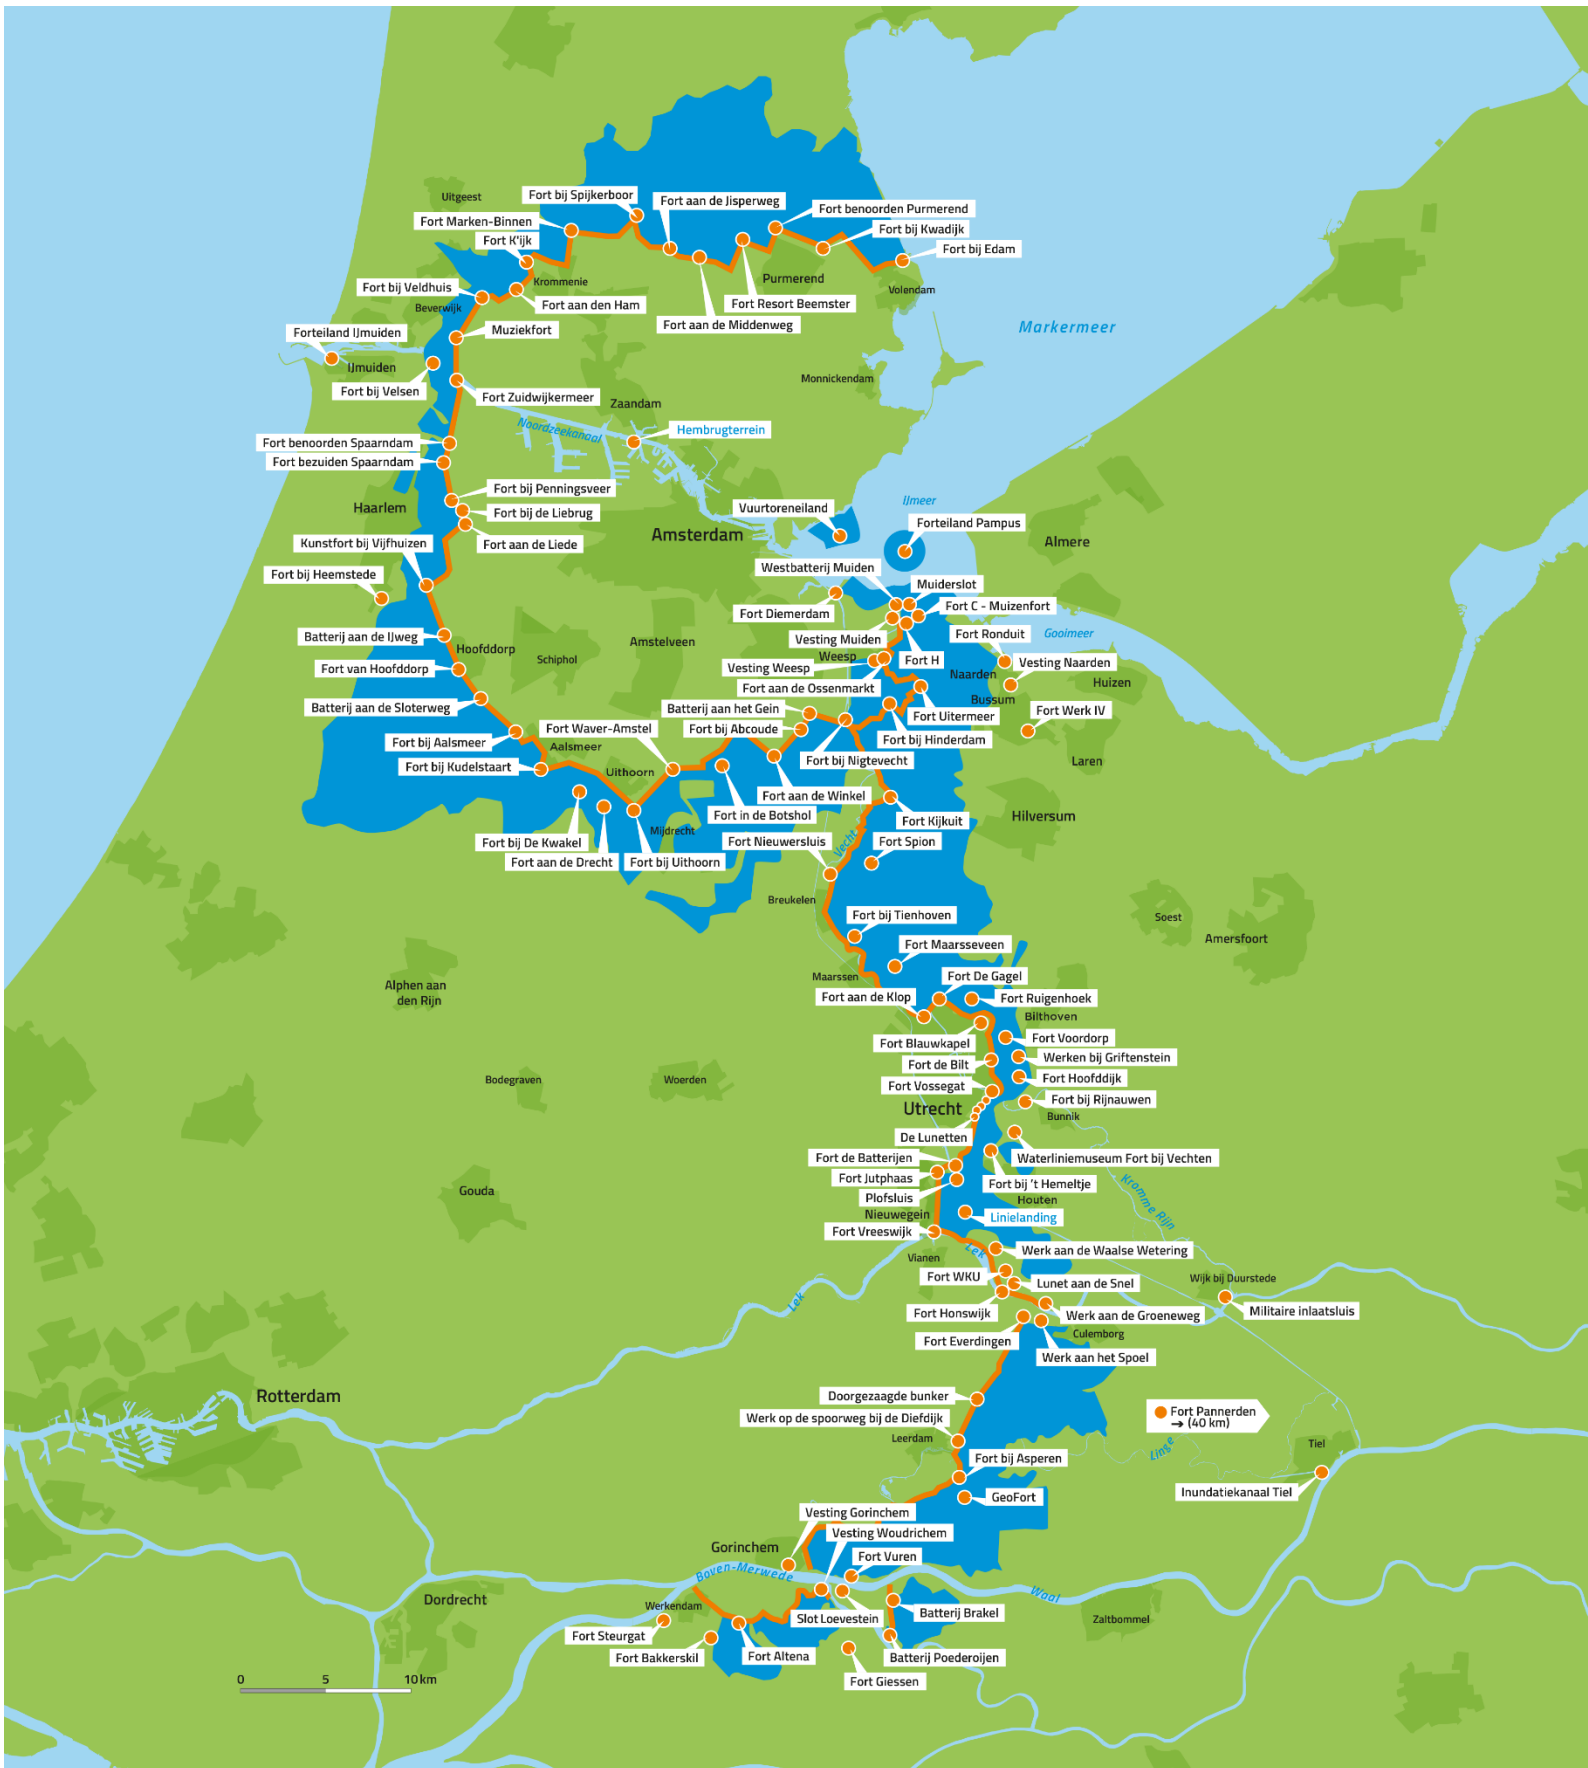 Uitgeest
Fort bij Spijkerboor
Fort aan de Jisperweg
Fort benoorden Purmerend
Fort Marken-Binnen
Fort bij Kwadijk
Fort K'ijk
Fort bij Edam
Krommenie
Purmerend
Volendam
Fort bij Veldhuis
Fort aan den Ham
Fort Resort Beemster
Beverwijk
Fort aan de Middenweg
Markermeer
Muziekfort
Forteiland IJmuiden
IJmuiden
Monnickendam
Fort bij Velsen
Fort Zuidwijkermeer
Zaandam
Noordzeekanaal
Hembrugterrein
Fort benoorden Spaarndam
Fort bezuiden Spaarndam
Fort bij Penningsveer
IJmeer
Haarlem
Vuurtoreneiland
Fort bij de Liebrug
Forteiland Pampus
Amsterdam
Almere
Kunstfort bij Vijfhuizen
Fort aan de Liede
Westbatterij Muiden
Fort bij Heemstede
Muiderslot
Fort C - Muizenfort
Fort Diemerdam
Gooimeer
Batterij aan de IJweg
Vesting Muiden
Fort Ronduit
Amstelveen
Hoofddorp
Schiphol
Weesp
Fort H
Vesting Naarden
Fort van Hoofddorp
Vesting Weesp
Naarden
Huizen
Fort aan de Ossenmarkt
Bussum
Batterij aan de Sloterweg
Batterij aan het Gein
Fort Uitermeer
Fort Werk IV
Fort Waver-Amstel
Fort bij Abcoude
Fort bij Aalsmeer
Aalsmeer
Fort bij Hinderdam
Fort bij Nigtevecht
Laren
Fort bij Kudelstaart
Uithoorn
Fort aan de Winkel
Fort in de Botshol
Hilversum
Fort Kijkuit
Mijdrecht
Fort bij De Kwakel
Fort Nieuwersluis
Vecht
Fort Spion
Fort aan de Drecht
Fort bij Uithoorn
Breukelen
Fort bij Tienhoven
Soest
Amersfoort
Fort Maarsseveen
Maarssen
Fort De Gagel
Alphen aan
den Rijn
Fort aan de Klop
Fort Ruigenhoek
Bilthoven
Fort Blauwkapel
Fort Voordorp
Fort de Bilt
Werken bij Griftenstein
Bodegraven
Woerden
Fort Vossegat
Fort Hoofddijk
Utrecht
Fort bij Rijnauwen
Bunnik
De Lunetten
Fort de Batterijen
Waterliniemuseum Fort bij Vechten
Fort Jutphaas
Fort bij 't Hemeltje
Gouda
Plofsluis
Houten
Kromme Rijn
Nieuwegein
Linielanding
Fort Vreeswijk
Lek
Werk aan de Waalse Wetering
Vianen
Fort WKU
Lunet aan de Snel
Wijk bij Duurstede
Lek
Militaire inlaatsluis
Fort Honswijk
Werk aan de Groeneweg
Fort Everdingen
Culemborg
Werk aan het Spoel
Rotterdam
Doorgezaagde bunker
Fort Pannerden
➔ (40 km)
Werk op de spoorweg bij de Diefdijk
Leerdam
Linge
Tiel
Fort bij Asperen
GeoFort
Inundatiekanaal Tiel
Vesting Gorinchem
Vesting Woudrichem
Gorinchem
Fort Vuren
Boven-Merwede
Waal
Dordrecht
Werkendam
Slot Loevestein
Batterij Brakel
Zaltbommel
Fort Steurgat
Fort Bakkerskil
Fort Altena
Batterij Poederoijen
Fort Giessen
0 5 10 km